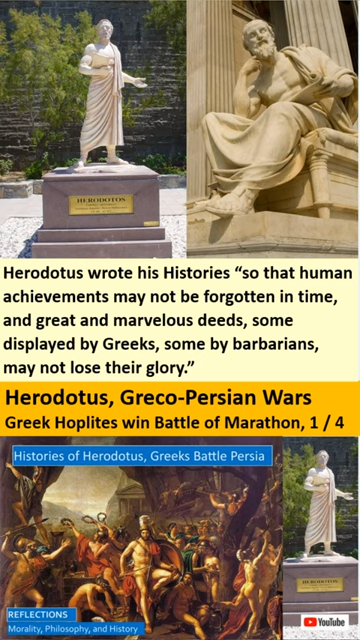 HERODOTOS
Herodotus wrote his Histories “so that human
achievements may not be forgotten in time,
and great and marvelous deeds, some
displayed by Greeks, some by barbarians,
may not lose their glory.”
Herodotus, Greco-Persian Wars
Greek Hoplites win Battle of Marathon, 1 / 4
Histories of Herodotus, Greeks Battle Persia
HERODOTOS
REFLECTIONS
Morality, Philosophy, and History
YouTube